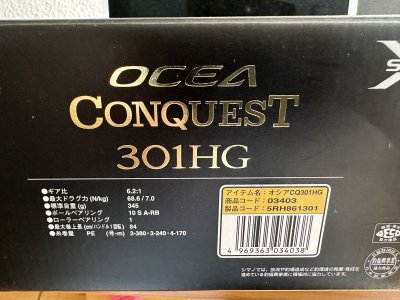 OCEA
CONQUEST
301HG
●ギア比 6.2:1
●最大ドラグ力(N/kg) 68.6 / 7.0
●標準自重(g) 345
●ボールベアリング 10 S A-RB
●ローラーベアリング 1
●最大巻上長(cm/ハンドル1回転) 84
●糸巻量 PE (号-m) 2-380・3-240・4-170
アイテム名:オシアCQ301HG
商品コード:03403
製品コード:5RH861301
4 969363 034038